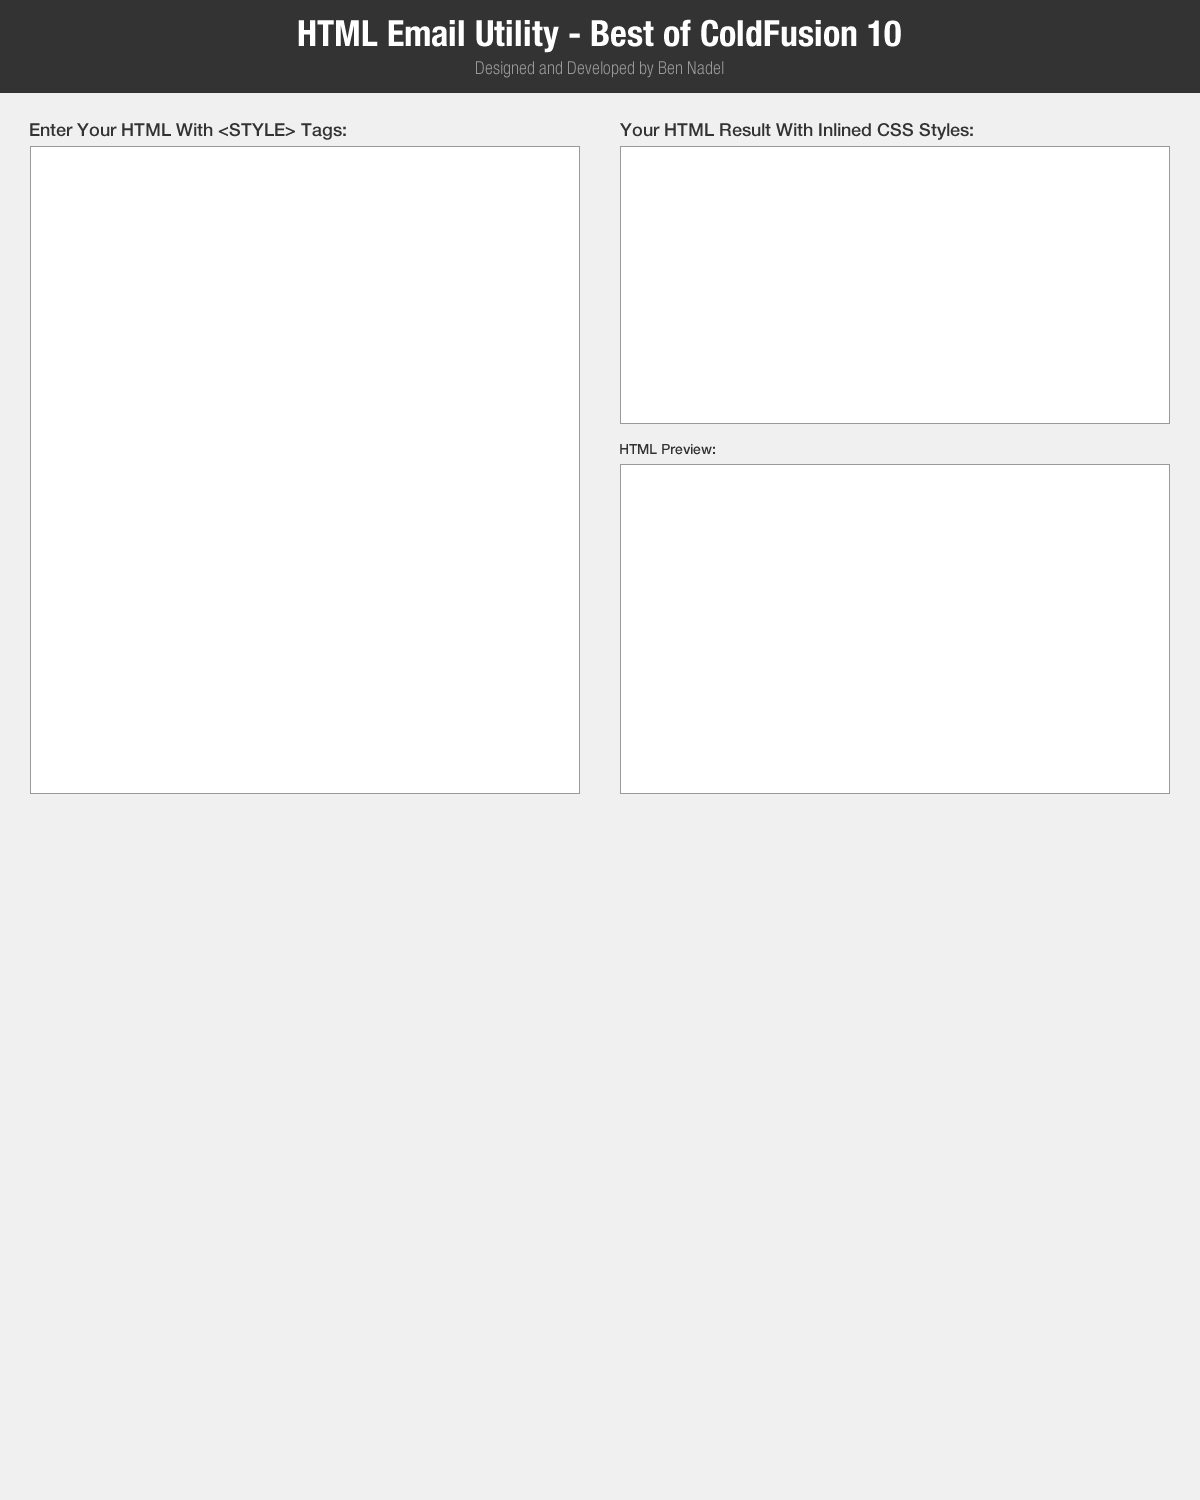 HTML Email Utility - Best of ColdFusion 10
Designed and Developed by Ben Nadel
Enter Your HTML With <STYLE> Tags:
Your HTML Result With Inlined CSS Styles:
HTML Preview: